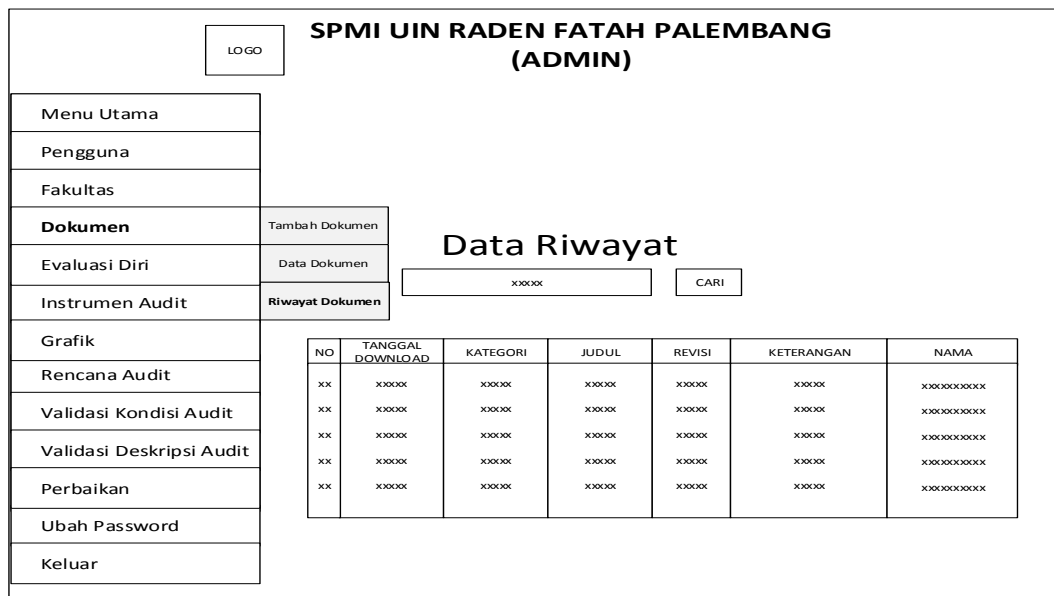 LOGO
SPMI UIN RADEN FATAH PALEMBANG
(ADMIN)
Menu Utama
Pengguna
Fakultas
Dokumen
Evaluasi Diri
Instrumen Audit
Grafik
Rencana Audit
Validasi Kondisi Audit
Validasi Deskripsi Audit
Perbaikan
Ubah Password
Keluar
Tambah Dokumen
Data Dokumen
Riwayat Dokumen
Data Riwayat
xxxxx CARI
NO TANGGAL DOWNLOAD KATEGORI JUDUL REVISI KETERANGAN NAMA
xx xxxxx xxxxx xxxxx xxxxx xxxxx xxxxxxxxxx
xx xxxxx xxxxx xxxxx xxxxx xxxxx xxxxxxxxxx
xx xxxxx xxxxx xxxxx xxxxx xxxxx xxxxxxxxxx
xx xxxxx xxxxx xxxxx xxxxx xxxxx xxxxxxxxxx
xx xxxxx xxxxx xxxxx xxxxx xxxxx xxxxxxxxxx